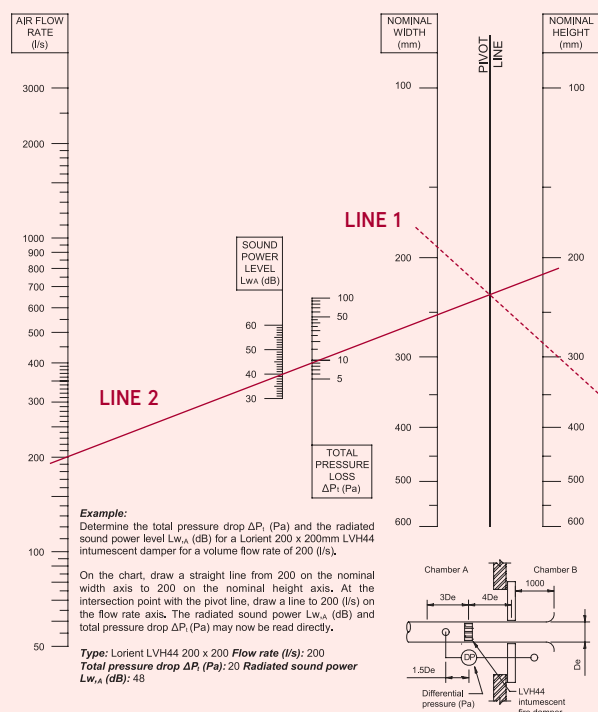 AIR FLOW
RATE
(l/s)
NOMINAL
WIDTH
(mm)
PIVOT
LINE
NOMINAL
HEIGHT
(mm)
3000
2000
1000
900
800
700
600
500
400
300
200
100
50
100
200
300
400
500
600
100
200
300
400
500
600
LINE 1
LINE 2
SOUND
POWER
LEVEL
LwA (dB)
60
50
40
30
100
50
10
5
TOTAL
PRESSURE
LOSS
ΔPt (Pa)
Example:
Determine the total pressure drop ΔPt (Pa) and the radiated
sound power level Lw,A (dB) for a Lorient 200 x 200mm LVH44
intumescent damper for a volume flow rate of 200 (l/s).
On the chart, draw a straight line from 200 on the nominal
width axis to 200 on the nominal height axis. At the
intersection point with the pivot line, draw a line to 200 (l/s) on
the flow rate axis. The radiated sound power Lw,A (dB) and
total pressure drop ΔPt (Pa) may now be read directly.
Type: Lorient LVH44 200 x 200 Flow rate (l/s): 200
Total pressure drop ΔPt (Pa): 20 Radiated sound power
Lw,A (dB): 48
Chamber A
Chamber B
1000
3De
4De
1.5De
DP
De
Differential
pressure (Pa)
LVH44
intumescent
fire damper